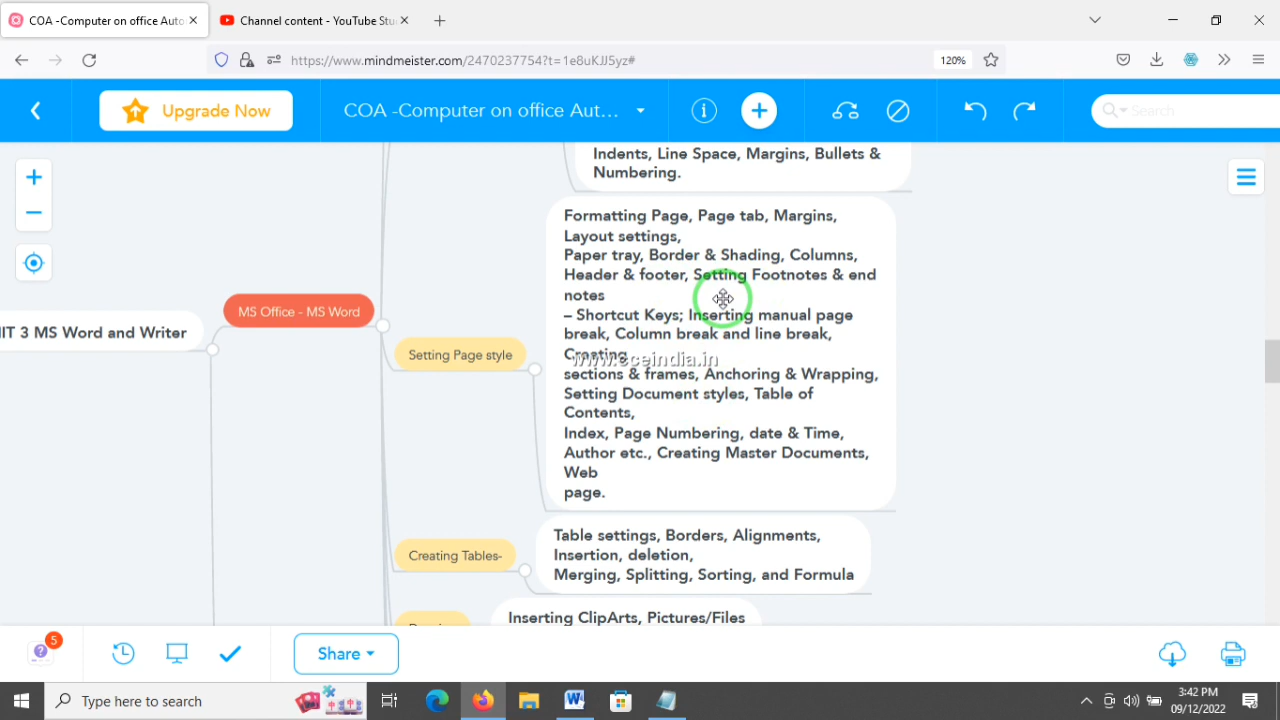 COA -Computer on office Auto
Channel content - YouTube Stu
https://www.mindmeister.com/2470237754?t=1e8uKJJ5yz#
120%
Upgrade Now
COA -Computer on office Aut...
Search
Indents, Line Space, Margins, Bullets &
Numbering.
Formatting Page, Page tab, Margins,
Layout settings,
Paper tray, Border & Shading, Columns,
Header & footer, Setting Footnotes & end
notes
– Shortcut Keys; Inserting manual page
break, Column break and line break,
Creating
www.cceindia.in
sections & frames, Anchoring & Wrapping,
Setting Document styles, Table of
Contents,
Index, Page Numbering, date & Time,
Author etc., Creating Master Documents,
Web
page.
MS Office - MS Word
IIT 3 MS Word and Writer
Setting Page style
Creating Tables-
Table settings, Borders, Alignments,
Insertion, deletion,
Merging, Splitting, Sorting, and Formula
Inserting ClipArts, Pictures/Files
5
Share
Type here to search
3:42 PM
09/12/2022